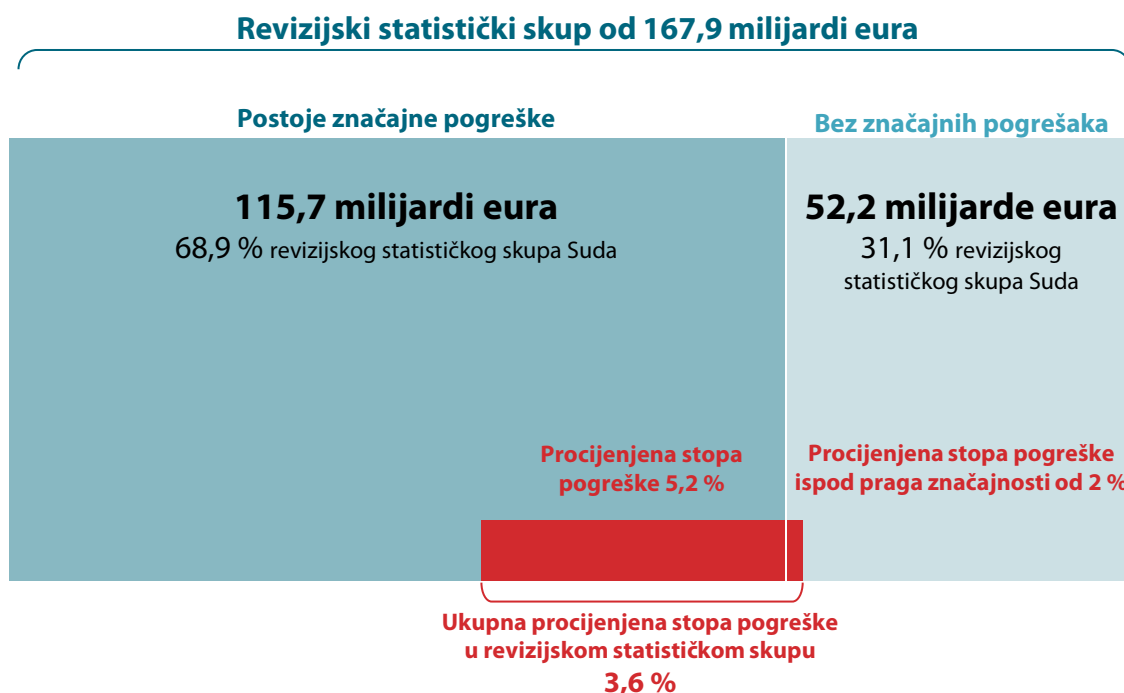 Revizijski statistički skup od 167,9 milijardi eura
Postoje značajne pogreške
Bez značajnih pogrešaka
115,7 milijardi eura
68,9 % revizijskog statističkog skupa Suda
52,2 milijarde eura
31,1 % revizijskog
statističkog skupa Suda
Procijenjena stopa
pogreške 5,2 %
Procijenjena stopa pogreške
ispod praga značajnosti od 2 %
Ukupna procijenjena stopa pogreške
u revizijskom statističkom skupu
3,6 %